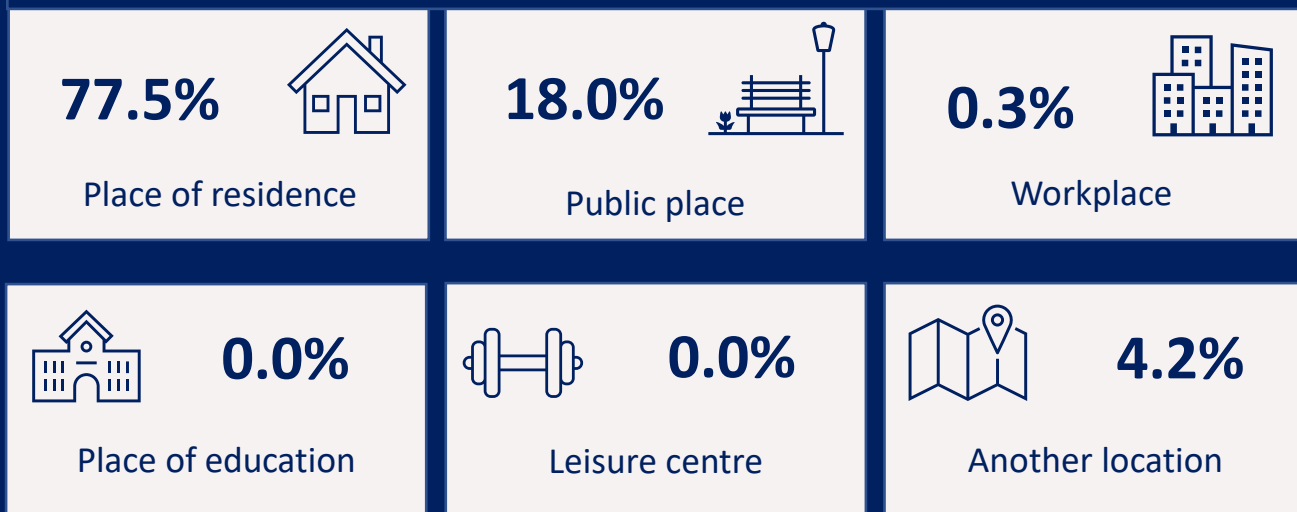 77.5%
Place of residence
18.0%
Public place
0.3%
Workplace
0.0%
Place of education
0.0%
Leisure centre
4.2%
Another location